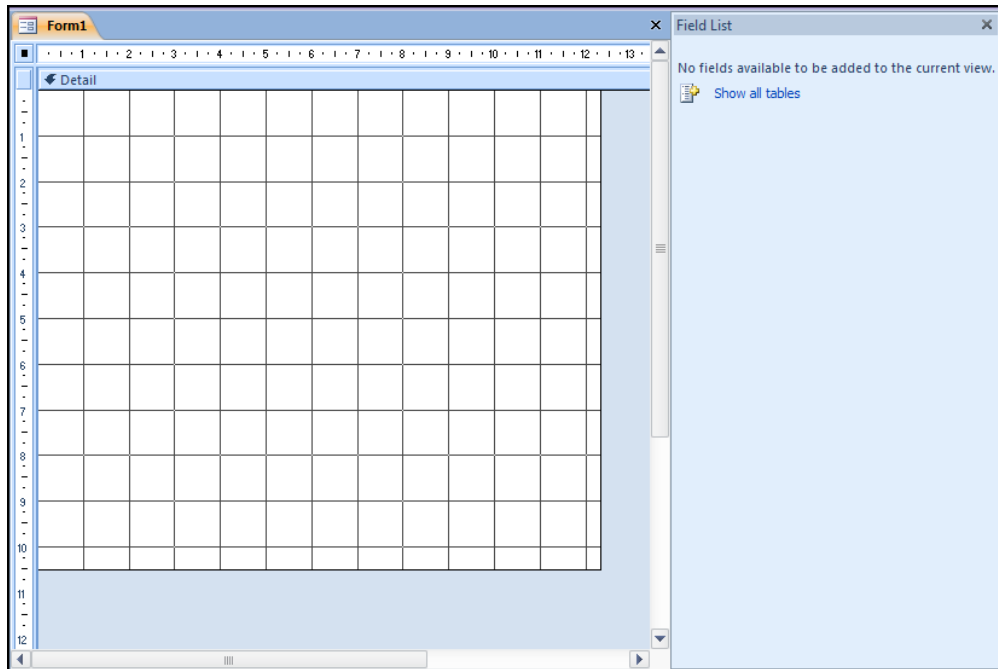 Form1
Field List
1 2 3 4 5 6 7 8 9 10 11 12 13
Detail
No fields available to be added to the current view.
Show all tables
1
2
3
4
5
6
7
8
9
10
11
12